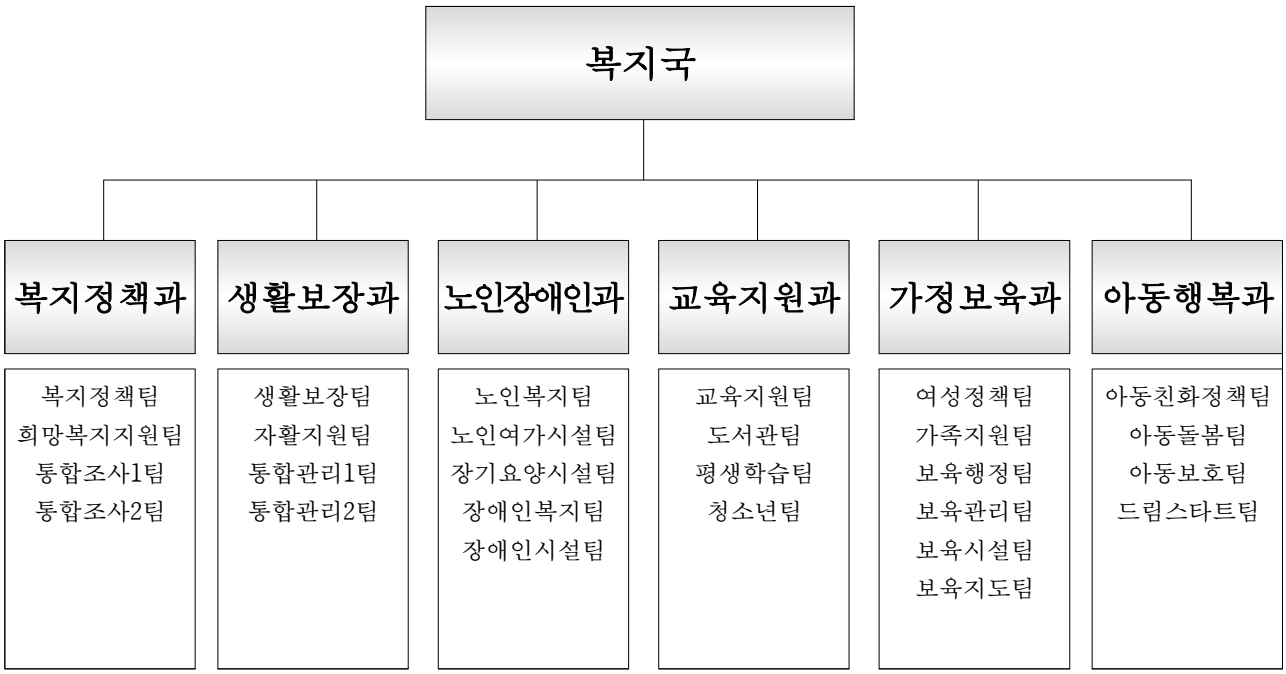 복지국
복지정책과
생활보장과
노인장애인과
교육지원과
가정보육과
아동행복과
복지정책팀
희망복지지원팀
통합조사1팀
통합조사2팀
생활보장팀
자활지원팀
통합관리1팀
통합관리2팀
노인복지팀
노인여가시설팀
장기요양시설팀
장애인복지팀
장애인시설팀
교육지원팀
도서관팀
평생학습팀
청소년팀
여성정책팀
가족지원팀
보육행정팀
보육관리팀
보육시설팀
보육지도팀
아동친화정책팀
아동돌봄팀
아동보호팀
드림스타트팀